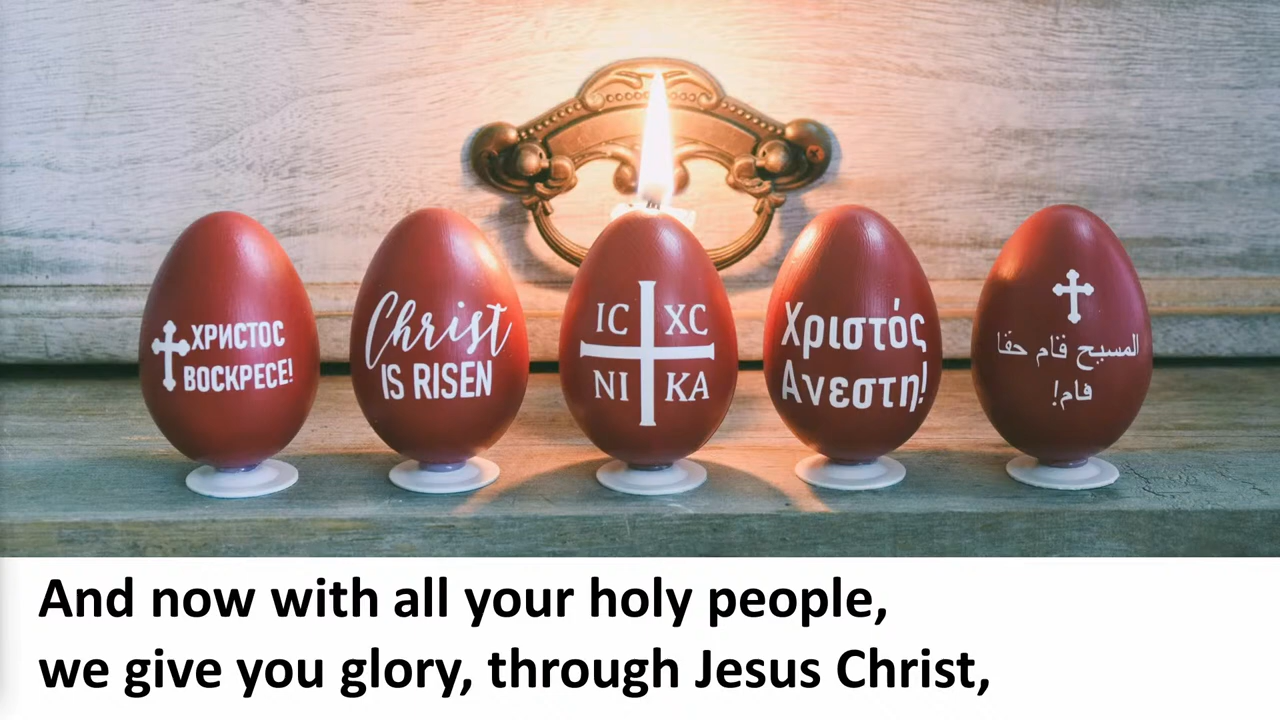 ХРИСТОС
ВОСКРЕСЕ!
Christ
IS RISEN
IC XC
NI KA
Χριστός
Ανεστη!
المسيح قام حقا
قام!
And now with all your holy people,
we give you glory, through Jesus Christ,